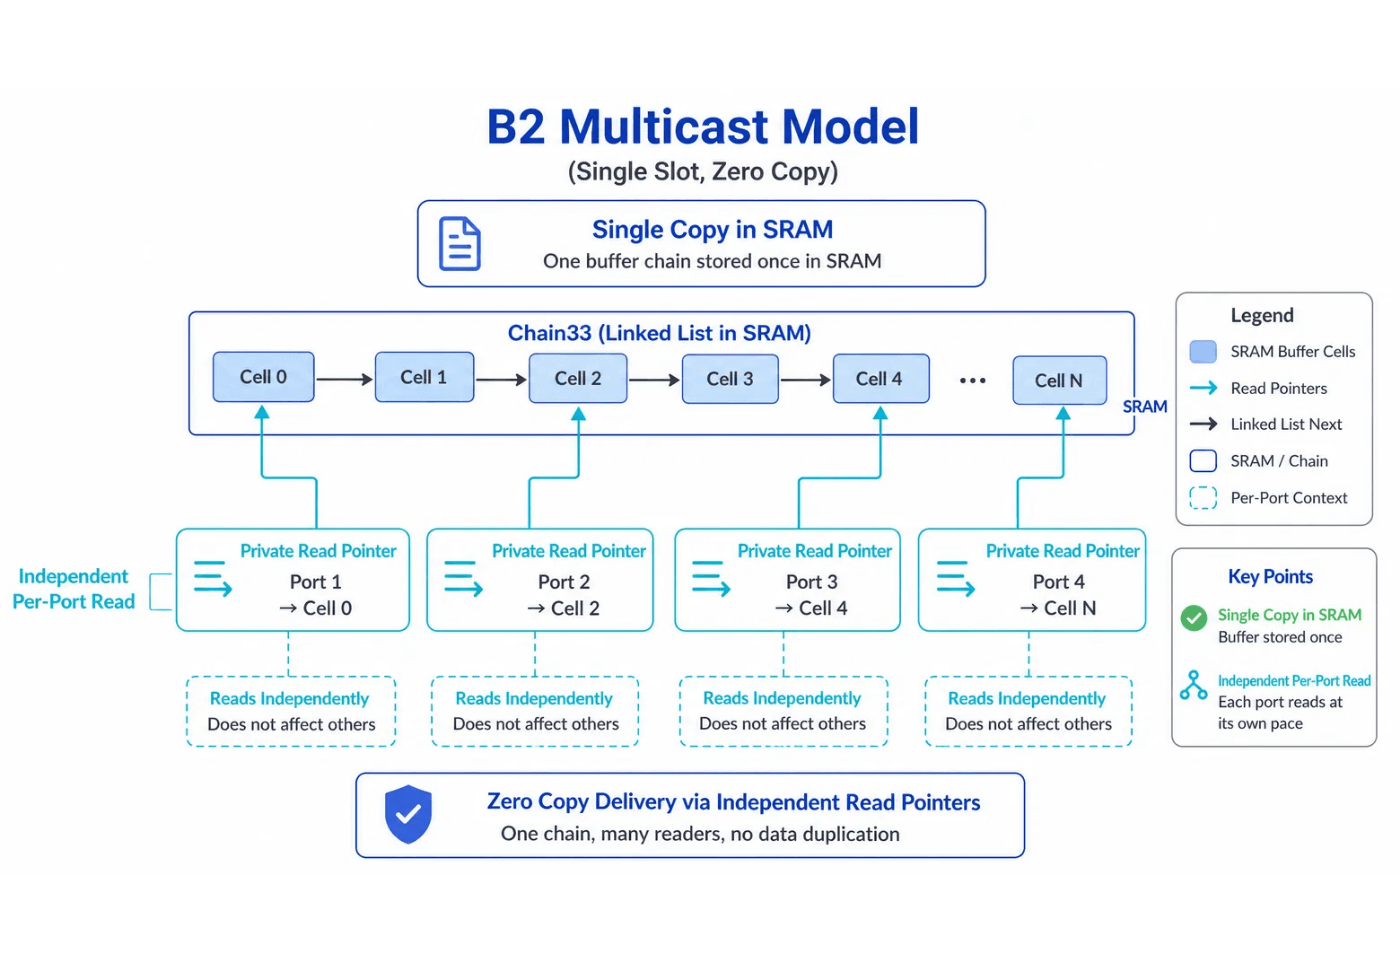 B2 Multicast Model
(Single Slot, Zero Copy)
Single Copy in SRAM
One buffer chain stored once in SRAM
Chain33 (Linked List in SRAM)
Cell 0
Cell 1
Cell 2
Cell 3
Cell 4
...
Cell N
SRAM
Legend
SRAM Buffer Cells
Read Pointers
Linked List Next
SRAM / Chain
Per-Port Context
Independent
Per-Port Read
Private Read Pointer
Port 1
→ Cell 0
Private Read Pointer
Port 2
→ Cell 2
Private Read Pointer
Port 3
→ Cell 4
Private Read Pointer
Port 4
→ Cell N
Reads Independently
Does not affect others
Reads Independently
Does not affect others
Reads Independently
Does not affect others
Reads Independently
Does not affect others
Key Points
Single Copy in SRAM
Buffer stored once
Independent Per-Port Read
Each port reads at
its own pace
Zero Copy Delivery via Independent Read Pointers
One chain, many readers, no data duplication